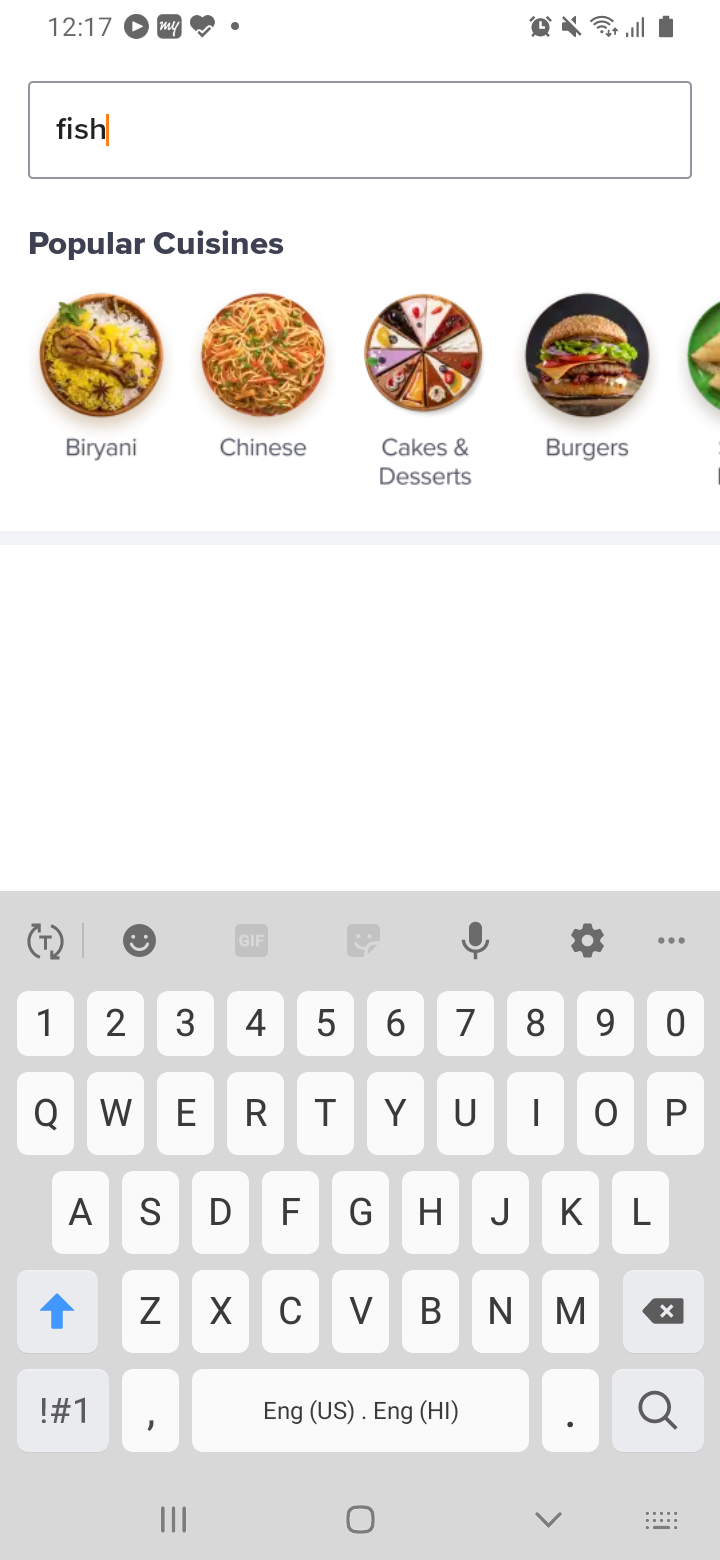 12:17 my
fish
Popular Cuisines
Biryani Chinese Cakes & Desserts Burgers
GIF
1 2 3 4 5 6 7 8 9 0
Q W E R T Y U I O P
A S D F G H J K L
Z X C V B N M
!#1 , Eng (US) . Eng (HI) .